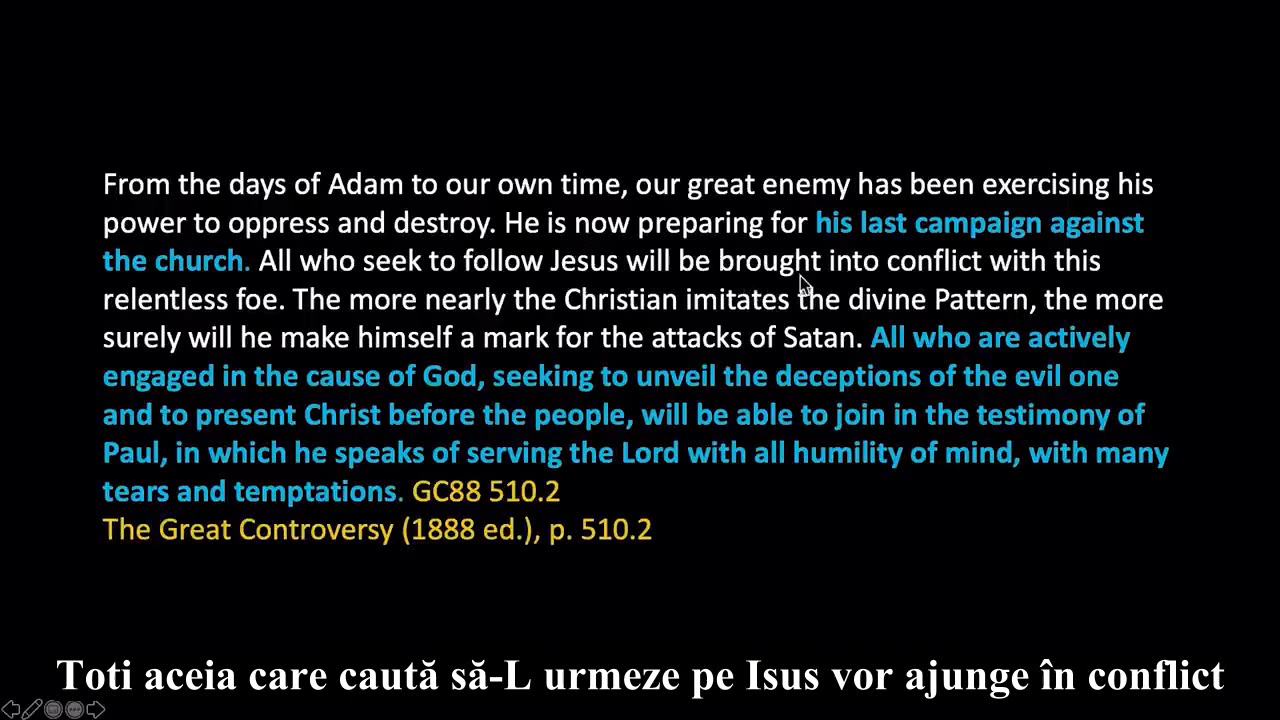 From the days of Adam to our own time, our great enemy has been exercising his
power to oppress and destroy. He is now preparing for his last campaign against
the church. All who seek to follow Jesus will be brought into conflict with this
relentless foe. The more nearly the Christian imitates the divine Pattern, the more
surely will he make himself a mark for the attacks of Satan. All who are actively
engaged in the cause of God, seeking to unveil the deceptions of the evil one
and to present Christ before the people, will be able to join in the testimony of
Paul, in which he speaks of serving the Lord with all humility of mind, with many
tears and temptations. GC88 510.2
The Great Controversy (1888 ed.), p. 510.2
Toti aceia care caută să-L urmeze pe Isus vor ajunge în conflict